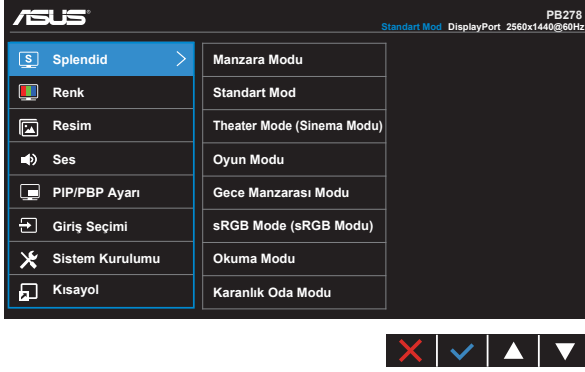 ASUS
PB278
Standart Mod DisplayPort 2560x1440@60Hz
S Splendid
Renk
Resim
Ses
PIP/PBP Ayarı
Giriş Seçimi
Sistem Kurulumu
Kısayol
Manzara Modu
Standart Mod
Theater Mode (Sinema Modu)
Oyun Modu
Gece Manzarası Modu
sRGB Mode (sRGB Modu)
Okuma Modu
Karanlık Oda Modu